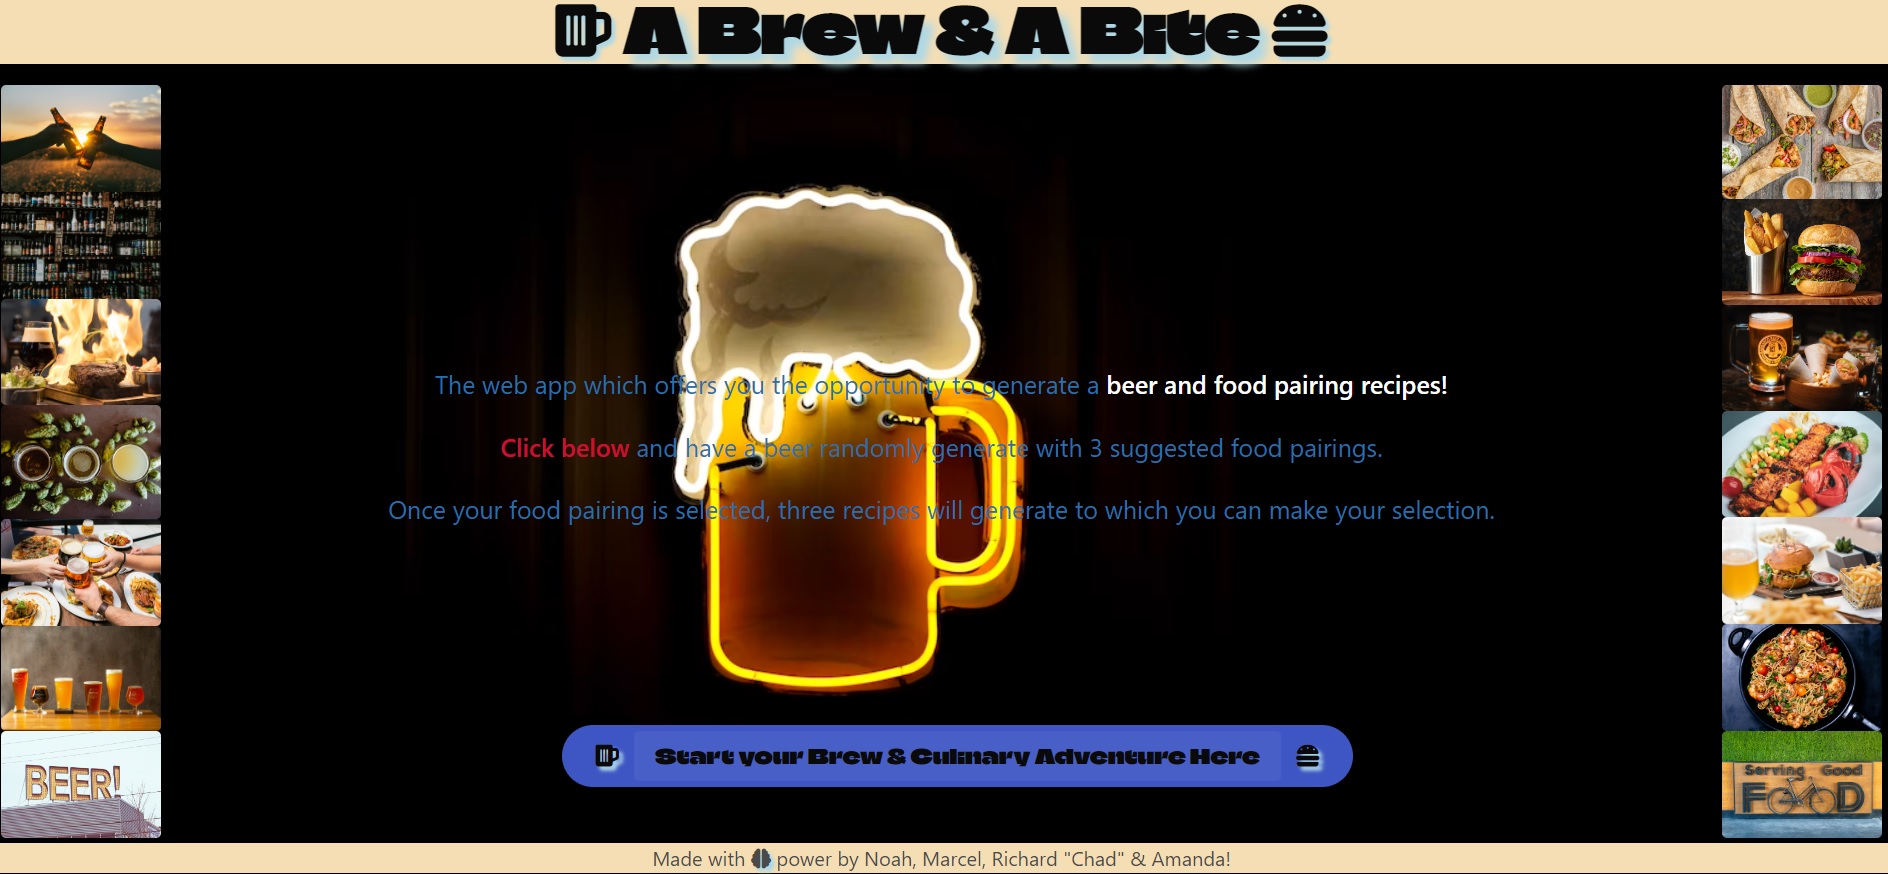 A Brew & A Bite
The web app which offers you the opportunity to generate a beer and food pairing recipes!
Click below and have a beer randomly generate with 3 suggested food pairings.
Once your food pairing is selected, three recipes will generate to which you can make your selection.
BEER!
Serving Good
FOOD
Start your Brew & Culinary Adventure Here
Made with power by Noah, Marcel, Richard "Chad" & Amanda!